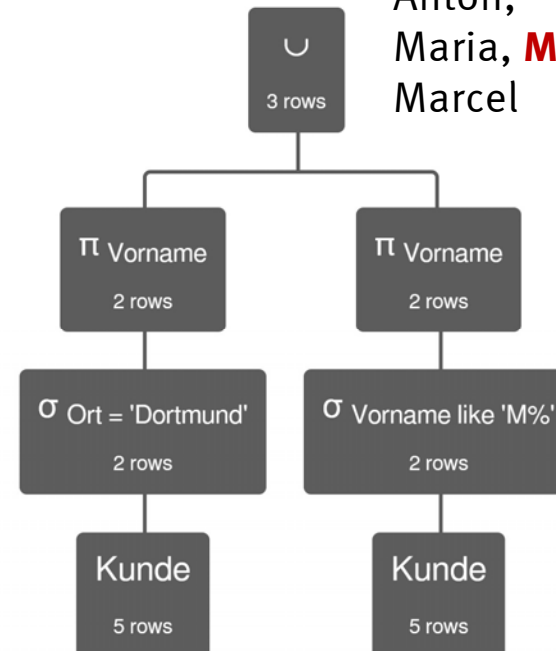 Anton,
Maria, M
Marcel
∪
3 rows
π Vorname
2 rows
π Vorname
2 rows
σ Ort = 'Dortmund'
2 rows
σ Vorname like 'M%'
2 rows
Kunde
5 rows
Kunde
5 rows